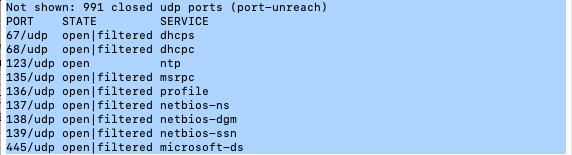 Not shown: 991 closed udp ports (port-unreach)
PORT    STATE         SERVICE
67/udp  open|filtered dhcps
68/udp  open|filtered dhcpc
123/udp open          ntp
135/udp open|filtered msrpc
136/udp open|filtered profile
137/udp open|filtered netbios-ns
138/udp open|filtered netbios-dgm
139/udp open|filtered netbios-ssn
445/udp open|filtered microsoft-ds